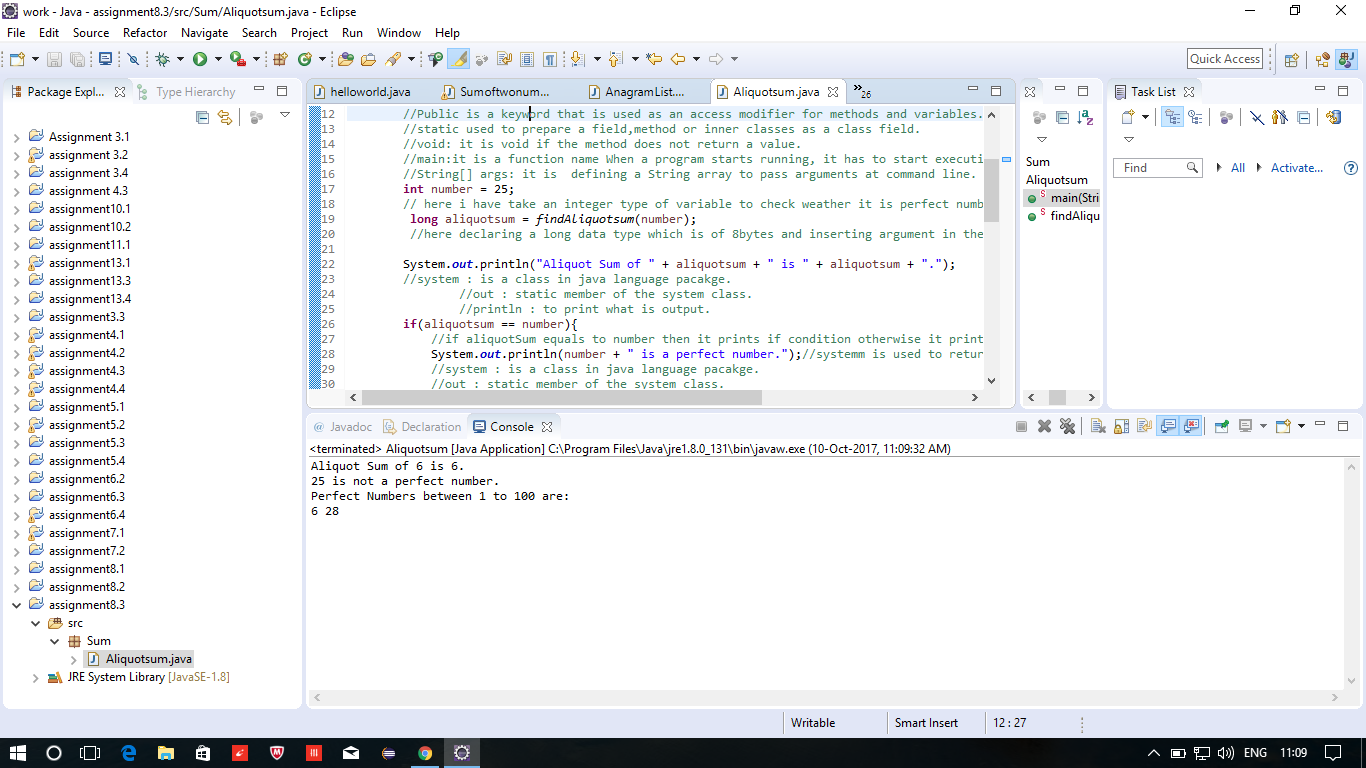 work - Java - assignment8.3/src/Sum/Aliquotsum.java - Eclipse
File Edit Source Refactor Navigate Search Project Run Window Help
Quick Access
Package Expl...
Type Hierarchy
Assignment 3.1
assignment 3.2
assignment 3.4
assignment 4.3
assignment10.1
assignment10.2
assignment11.1
assignment13.1
assignment13.3
assignment13.4
assignment3.3
assignment4.1
assignment4.2
assignment4.3
assignment4.4
assignment5.1
assignment5.2
assignment5.3
assignment5.4
assignment6.2
assignment6.3
assignment6.4
assignment7.1
assignment7.2
assignment8.1
assignment8.2
assignment8.3
src
Sum
Aliquotsum.java
JRE System Library [JavaSE-1.8]
helloworld.java
Sumoftwonum...
AnagramList....
Aliquotsum.java
»26
12 //Public is a keyword that is used as an access modifier for methods and variables.
13 //static used to prepare a field,method or inner classes as a class field.
14 //void: it is void if the method does not return a value.
15 //main:it is a function name When a program starts running, it has to start executi
16 //String[] args: it is  defining a String array to pass arguments at command line.
17 int number = 25;
18 // here i have take an integer type of variable to check weather it is perfect numb
19 long aliquotsum = findAliquotsum(number);
20 //here declaring a long data type which is of 8bytes and inserting argument in the
21
22 System.out.println("Aliquot Sum of " + aliquotsum + " is " + aliquotsum + ".");
23 //system : is a class in java language pacakge.
24 //out : static member of the system class.
25 //println : to print what is output.
26 if(aliquotsum == number){
27 //if aliquotSum equals to number then it prints if condition otherwise it print
28 System.out.println(number + " is a perfect number.");//systemm is used to retur
29 //system : is a class in java language pacakge.
30 //out : static member of the system class.
Sum
Aliquotsum
S main(Stri
S findAliqu
Task List
Find
All
Activate...
@ Javadoc
Declaration
Console
<terminated> Aliquotsum [Java Application] C:\Program Files\Java\jre1.8.0_131\bin\javaw.exe (10-Oct-2017, 11:09:32 AM)
Aliquot Sum of 6 is 6.
25 is not a perfect number.
Perfect Numbers between 1 to 100 are:
6 28
Writable
Smart Insert
12 : 27
ENG
11:09